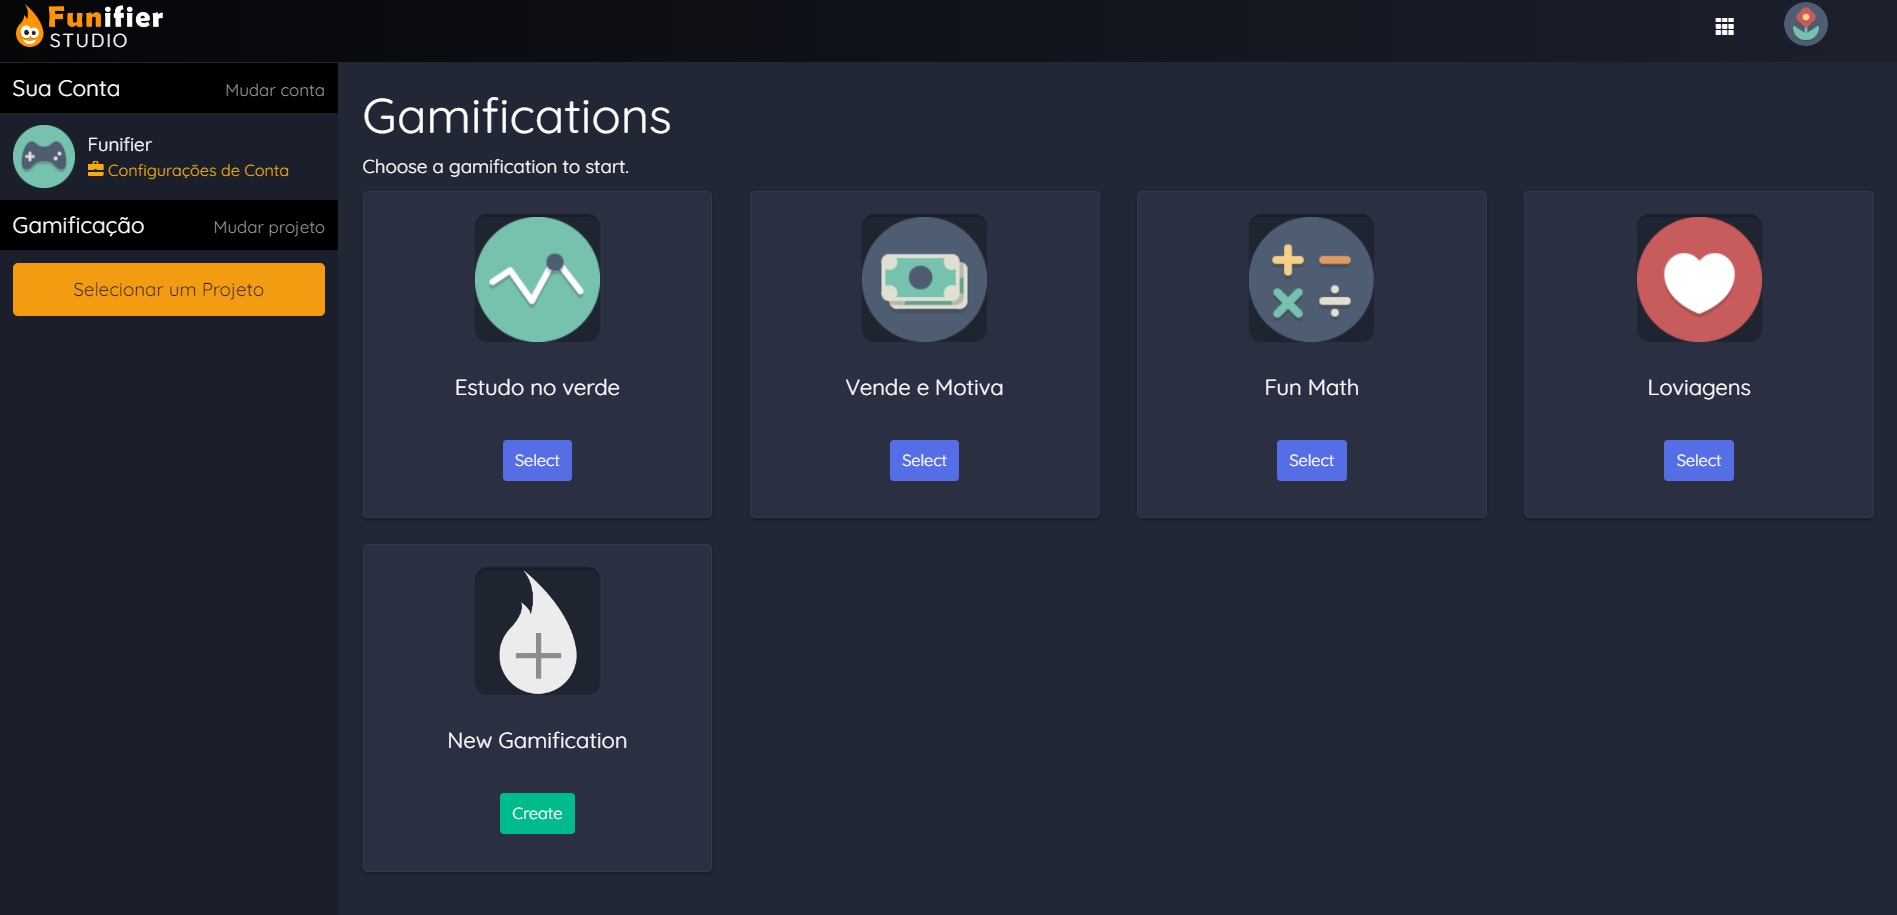 Funifier
STUDIO
Sua Conta
Mudar conta
Funifier
Configurações de Conta
Gamificação
Mudar projeto
Selecionar um Projeto
Gamifications
Choose a gamification to start.
Estudo no verde
Select
Vende e Motiva
Select
Fun Math
Select
Loviagens
Select
New Gamification
Create